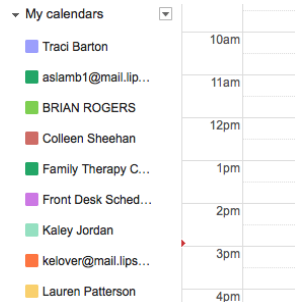 My calendars
Traci Barton
aslamb1@mail.lip...
BRIAN ROGERS
Colleen Sheehan
Family Therapy C...
Front Desk Sched...
Kaley Jordan
kelover@mail.lips...
Lauren Patterson
10am
11am
12pm
1pm
2pm
3pm
4pm